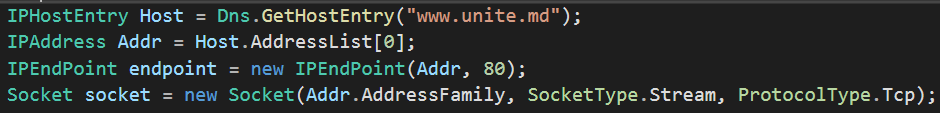 IPHostEntry Host = Dns.GetHostEntry("www.unite.md");
IPAddress Addr = Host.AddressList[0];
IPEndPoint endpoint = new IPEndPoint(Addr, 80);
Socket socket = new Socket(Addr.AddressFamily, SocketType.Stream, ProtocolType.Tcp);